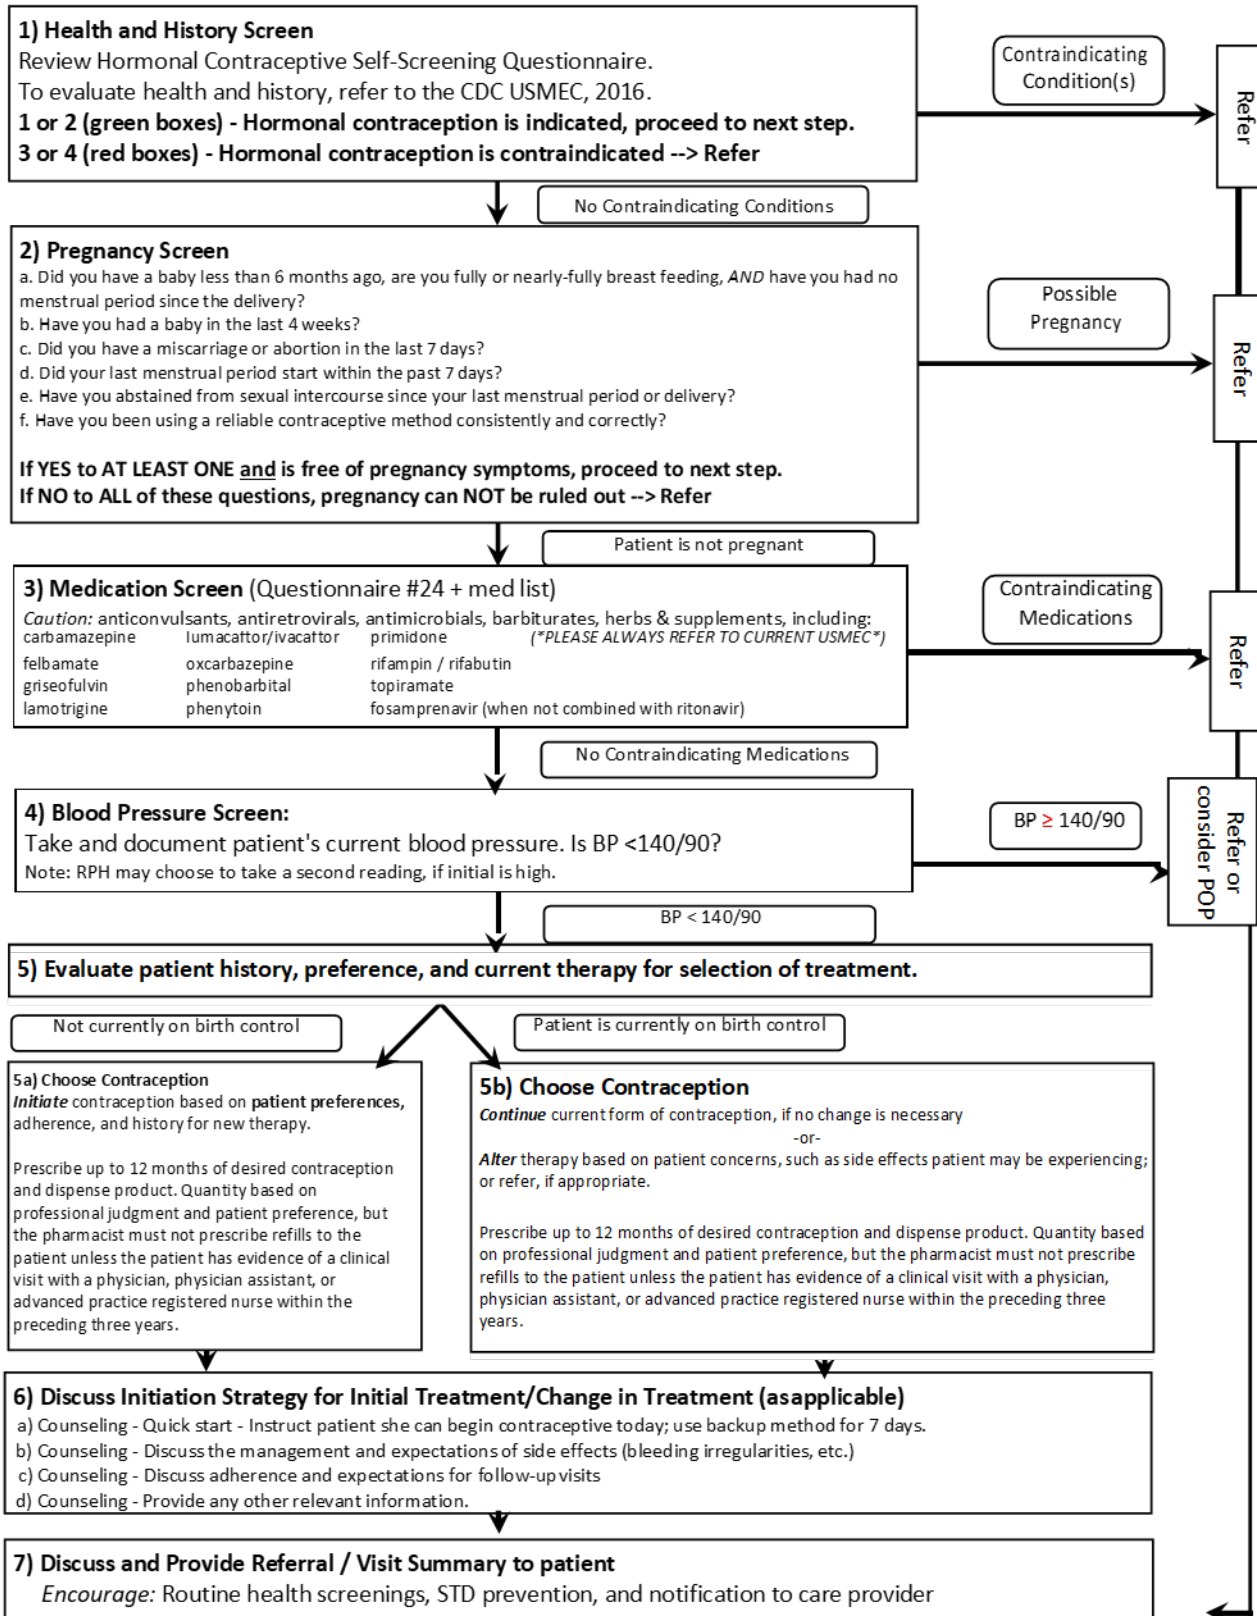 1) Health and History Screen
Review Hormonal Contraceptive Self-Screening Questionnaire.
To evaluate health and history, refer to the CDC USMEC, 2016.
1 or 2 (green boxes) - Hormonal contraception is indicated, proceed to next step.
3 or 4 (red boxes) - Hormonal contraception is contraindicated --> Refer
Contraindicating
Condition(s)
Refer
No Contraindicating Conditions
2) Pregnancy Screen
a. Did you have a baby less than 6 months ago, are you fully or nearly-fully breast feeding, AND have you had no
menstrual period since the delivery?
b. Have you had a baby in the last 4 weeks?
c. Did you have a miscarriage or abortion in the last 7 days?
d. Did your last menstrual period start within the past 7 days?
e. Have you abstained from sexual intercourse since your last menstrual period or delivery?
f. Have you been using a reliable contraceptive method consistently and correctly?
If YES to AT LEAST ONE and is free of pregnancy symptoms, proceed to next step.
If NO to ALL of these questions, pregnancy can NOT be ruled out --> Refer
Possible
Pregnancy
Refer
Patient is not pregnant
3) Medication Screen (Questionnaire #24 + med list)
Caution: anticonvulsants, antiretrovirals, antimicrobials, barbiturates, herbs & supplements, including:
carbamazepine lumacaftor/ivacaftor primidone (*PLEASE ALWAYS REFER TO CURRENT USMEC*)
felbamate oxcarbazepine rifampin / rifabutin
griseofulvin phenobarbital topiramate
lamotrigine phenytoin fosamprenavir (when not combined with ritonavir)
Contraindicating
Medications
Refer
No Contraindicating Medications
4) Blood Pressure Screen:
Take and document patient's current blood pressure. Is BP <140/90?
Note: RPH may choose to take a second reading, if initial is high.
BP ≥ 140/90
Refer or
consider POP
BP < 140/90
5) Evaluate patient history, preference, and current therapy for selection of treatment.
Not currently on birth control
Patient is currently on birth control
5a) Choose Contraception
Initiate contraception based on patient preferences,
adherence, and history for new therapy.
Prescribe up to 12 months of desired contraception
and dispense product. Quantity based on
professional judgment and patient preference, but
the pharmacist must not prescribe refills to the
patient unless the patient has evidence of a clinical
visit with a physician, physician assistant, or
advanced practice registered nurse within the
preceding three years.
5b) Choose Contraception
Continue current form of contraception, if no change is necessary
-or-
Alter therapy based on patient concerns, such as side effects patient may be experiencing;
or refer, if appropriate.
Prescribe up to 12 months of desired contraception and dispense product. Quantity based
on professional judgment and patient preference, but the pharmacist must not prescribe
refills to the patient unless the patient has evidence of a clinical visit with a physician,
physician assistant, or advanced practice registered nurse within the preceding three
years.
6) Discuss Initiation Strategy for Initial Treatment/Change in Treatment (as applicable)
a) Counseling - Quick start - Instruct patient she can begin contraceptive today; use backup method for 7 days.
b) Counseling - Discuss the management and expectations of side effects (bleeding irregularities, etc.)
c) Counseling - Discuss adherence and expectations for follow-up visits
d) Counseling - Provide any other relevant information.
7) Discuss and Provide Referral / Visit Summary to patient
Encourage: Routine health screenings, STD prevention, and notification to care provider